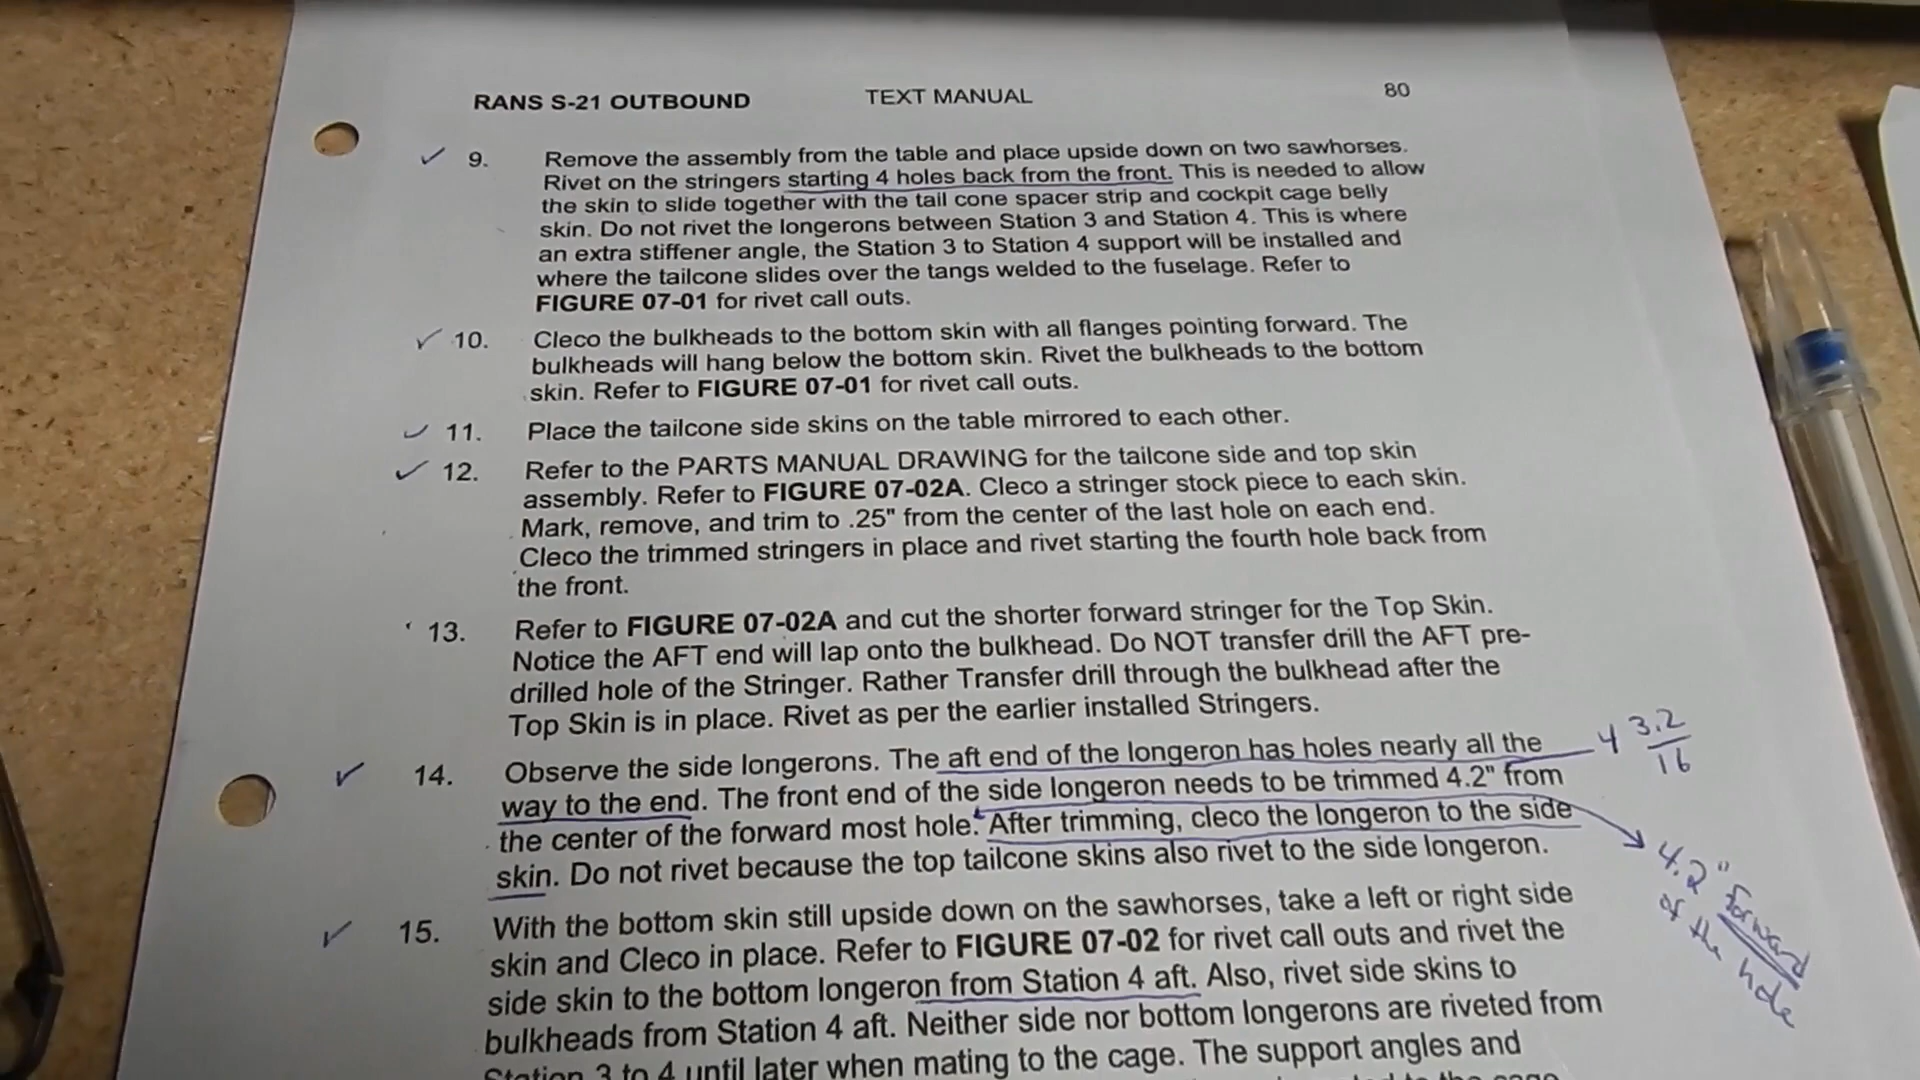 RANS S-21 OUTBOUND TEXT MANUAL 80
✓ 9. Remove the assembly from the table and place upside down on two sawhorses.
Rivet on the stringers starting 4 holes back from the front. This is needed to allow
the skin to slide together with the tail cone spacer strip and cockpit cage belly
skin. Do not rivet the longerons between Station 3 and Station 4. This is where
an extra stiffener angle, the Station 3 to Station 4 support will be installed and
where the tailcone slides over the tangs welded to the fuselage. Refer to
FIGURE 07-01 for rivet call outs.
✓ 10. Cleco the bulkheads to the bottom skin with all flanges pointing forward. The
bulkheads will hang below the bottom skin. Rivet the bulkheads to the bottom
skin. Refer to FIGURE 07-01 for rivet call outs.
✓ 11. Place the tailcone side skins on the table mirrored to each other.
✓ 12. Refer to the PARTS MANUAL DRAWING for the tailcone side and top skin
assembly. Refer to FIGURE 07-02A. Cleco a stringer stock piece to each skin.
Mark, remove, and trim to .25" from the center of the last hole on each end.
Cleco the trimmed stringers in place and rivet starting the fourth hole back from
the front.
13. Refer to FIGURE 07-02A and cut the shorter forward stringer for the Top Skin.
Notice the AFT end will lap onto the bulkhead. Do NOT transfer drill the AFT pre-
drilled hole of the Stringer. Rather Transfer drill through the bulkhead after the
Top Skin is in place. Rivet as per the earlier installed Stringers.
✓ 14. Observe the side longerons. The aft end of the longeron has holes nearly all the
way to the end. The front end of the side longeron needs to be trimmed 4.2" from
the center of the forward most hole. After trimming, cleco the longeron to the side
skin. Do not rivet because the top tailcone skins also rivet to the side longeron.
4 3.2/16
4.2" forward
of the hole
✓ 15. With the bottom skin still upside down on the sawhorses, take a left or right side
skin and Cleco in place. Refer to FIGURE 07-02 for rivet call outs and rivet the
side skin to the bottom longeron from Station 4 aft. Also, rivet side skins to
bulkheads from Station 4 aft. Neither side nor bottom longerons are riveted from
Station 3 to 4 until later when mating to the cage. The support angles and